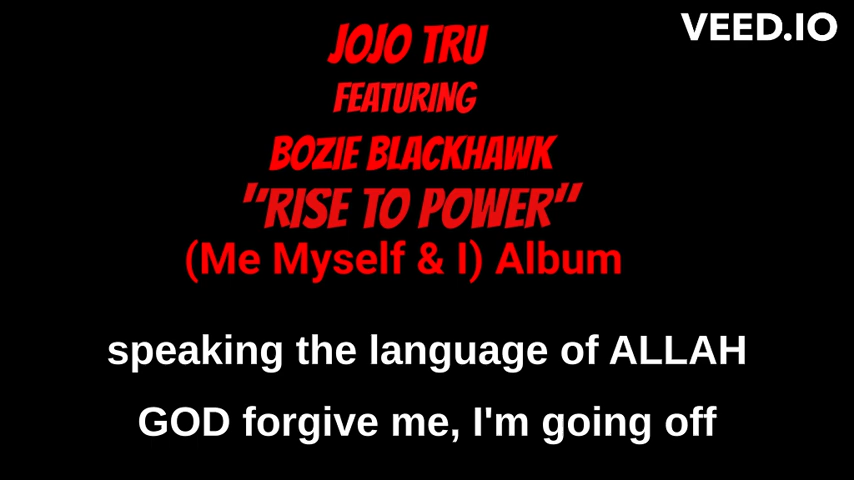 VEED.IO
JOJO TRU
FEATURING
BOZIE BLACKHAWK
"RISE TO POWER"
(Me Myself & I) Album
speaking the language of ALLAH
GOD forgive me, I'm going off